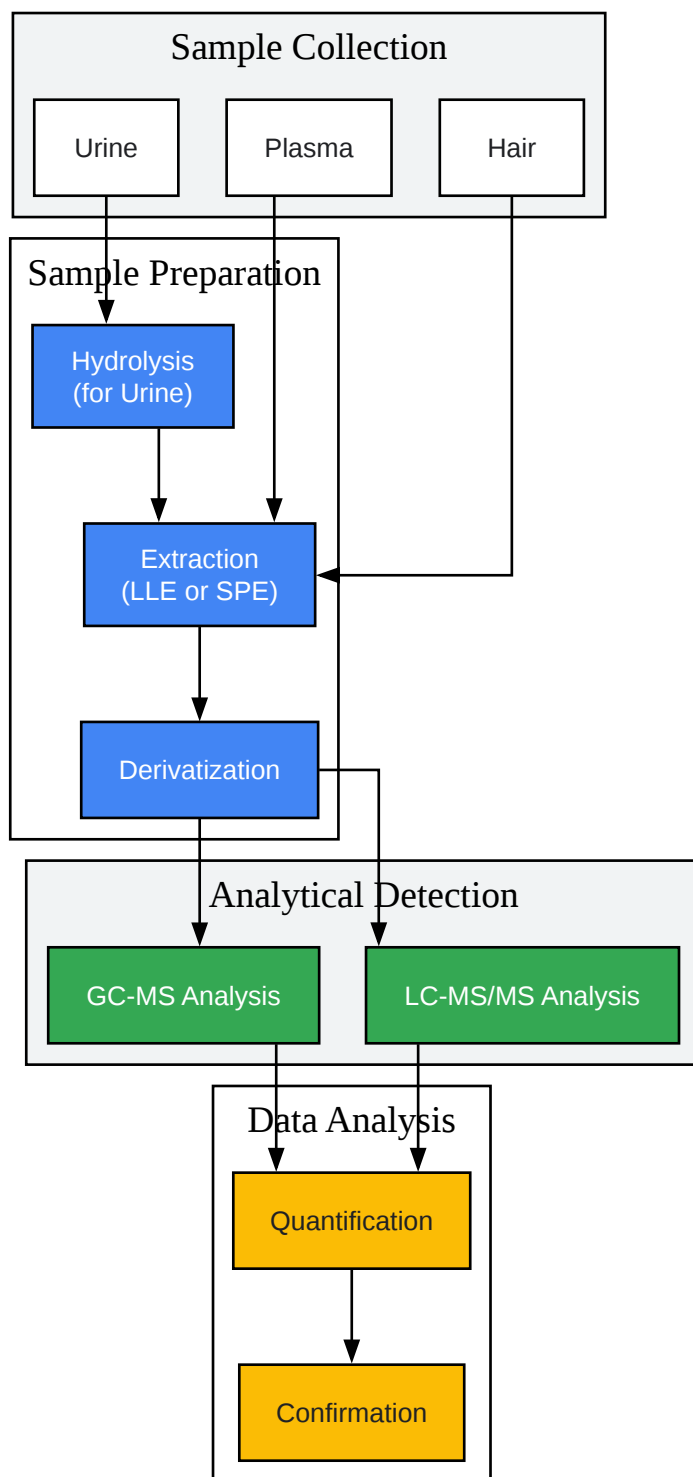 Sample Collection
Urine
Plasma
Hair
Sample Preparation
Hydrolysis
(for Urine)
Extraction
(LLE or SPE)
Derivatization
Analytical Detection
GC-MS Analysis
LC-MS/MS Analysis
Data Analysis
Quantification
Confirmation